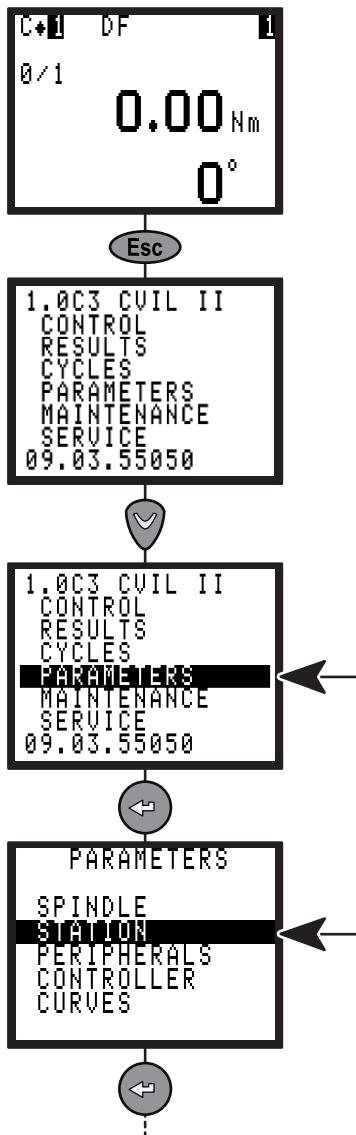 C♦1 DF 1
0/1
0.00 Nm
0°
Esc
1.0C3 CVIL II
CONTROL
RESULTS
CYCLES
PARAMETERS
MAINTENANCE
SERVICE
09.03.55050
1.0C3 CVIL II
CONTROL
RESULTS
CYCLES
PARAMETERS
MAINTENANCE
SERVICE
09.03.55050
PARAMETERS
SPINDLE
STATION
PERIPHERALS
CONTROLLER
CURVES